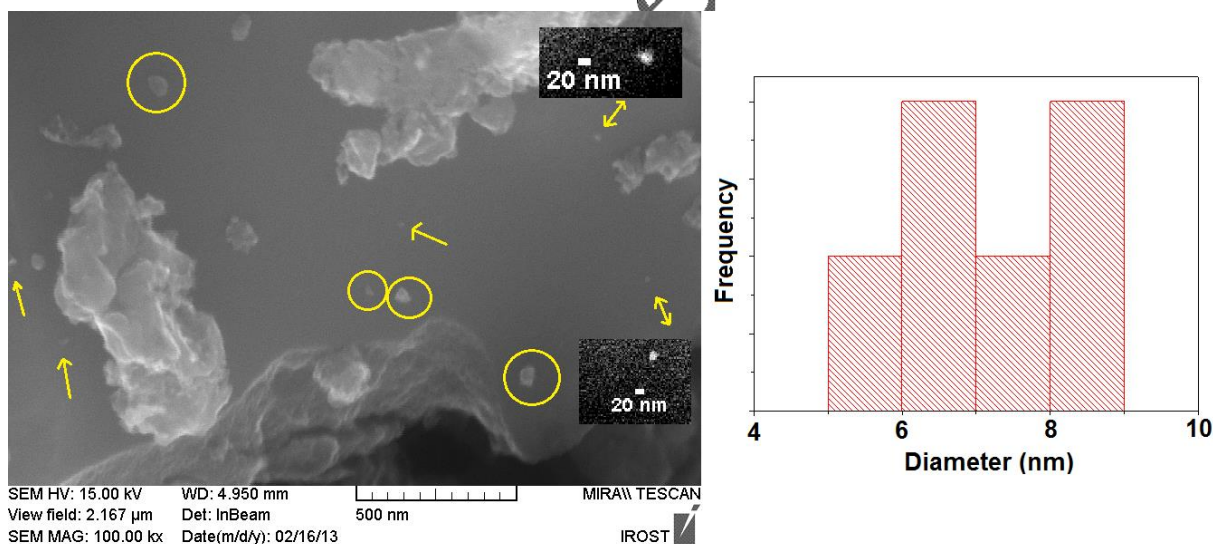 20 nm
20 nm
SEM HV: 15.00 kV WD: 4.950 mm MIRA\\ TESCAN
View field: 2.167 µm Det: InBeam 500 nm
SEM MAG: 100.00 kx Date(m/d/y): 02/16/13 IROST
Frequency
4 6 8 10
Diameter (nm)